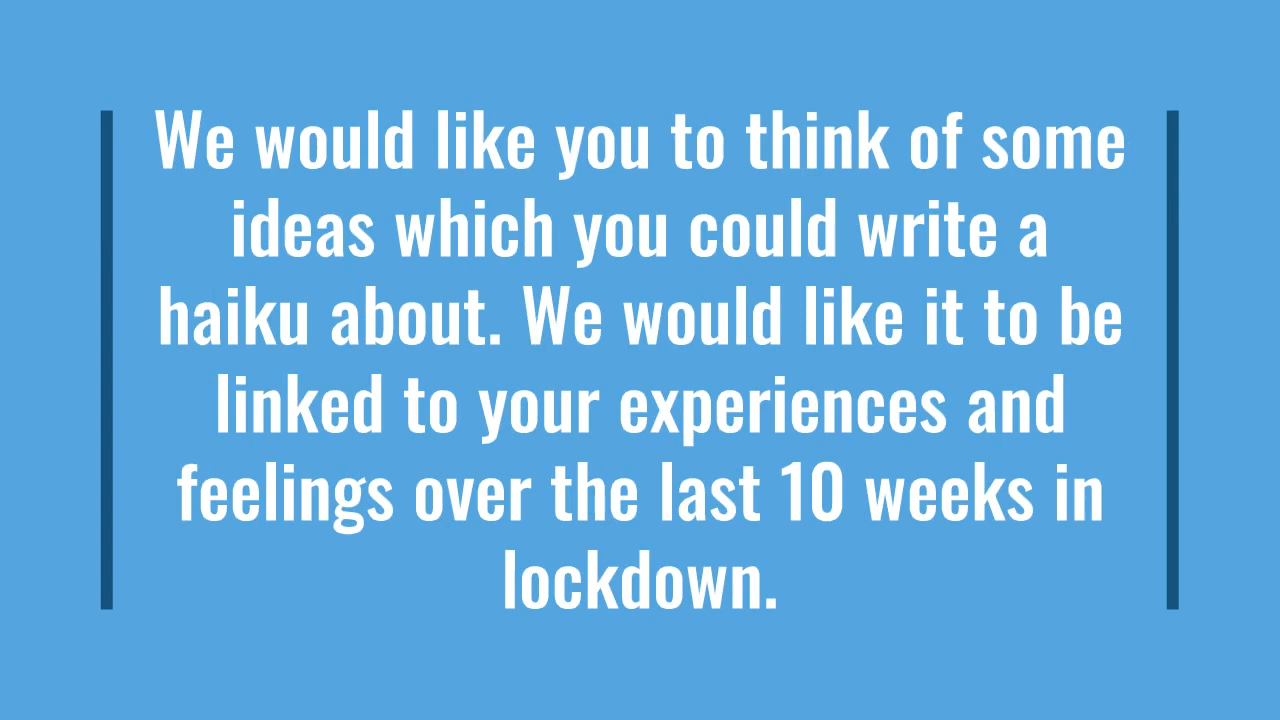 We would like you to think of some
ideas which you could write a
haiku about. We would like it to be
linked to your experiences and
feelings over the last 10 weeks in
lockdown.